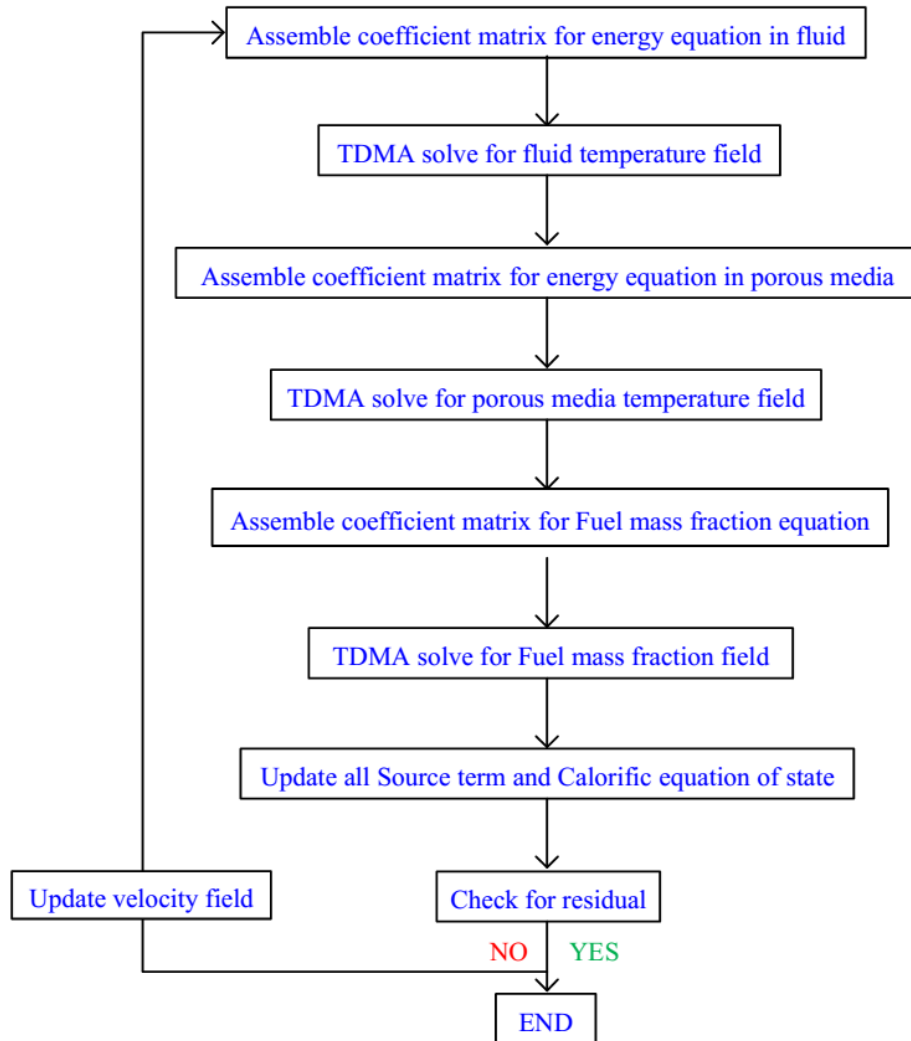 Assemble coefficient matrix for energy equation in fluid
TDMA solve for fluid temperature field
Assemble coefficient matrix for energy equation in porous media
TDMA solve for porous media temperature field
Assemble coefficient matrix for Fuel mass fraction equation
TDMA solve for Fuel mass fraction field
Update all Source term and Calorific equation of state
Update velocity field
Check for residual
NO
YES
END